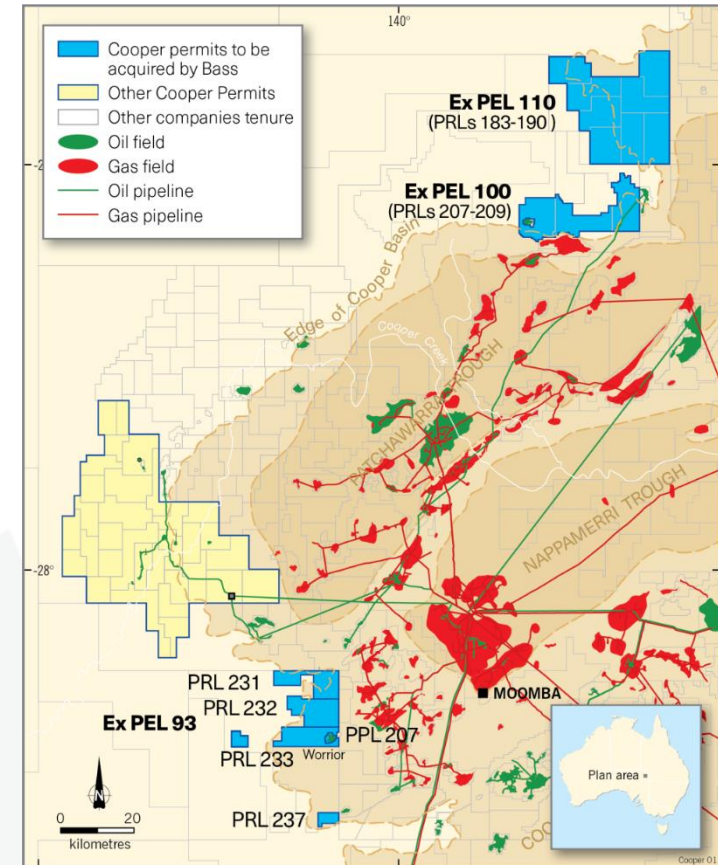 140°
Cooper permits to be
acquired by Bass
Other Cooper Permits
Other companies tenure
Oil field
Gas field
Oil pipeline
Gas pipeline
Ex PEL 110
(PRLs 183-190 )
Ex PEL 100
(PRLs 207-209)
Edge of Cooper Basin
Cooper Creek
PATCHAWARRA TROUGH
NAPPAMERRI TROUGH
-28°
MOOMBA
PRL 231
PRL 232
Ex PEL 93
PPL 207
Worrior
PRL 233
PRL 237
N
0 20
kilometres
Plan area